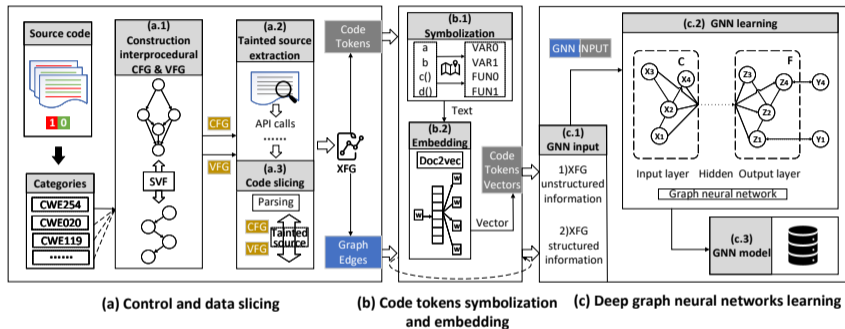 Source code
1 0
Categories
CWE254
CWE020
CWE119
......
(a.1)
Construction
interprocedural
CFG & VFG
SVF
CFG
VFG
(a.2)
Tainted source
extraction
API calls
......
(a.3)
Code slicing
Parsing
CFG
VFG
Tainted
source
XFG
Code
Tokens
Graph
Edges
(a) Control and data slicing
(b.1)
Symbolization
a
b
c()
d()
VAR0
VAR1
FUN0
FUN1
Text
(b.2)
Embedding
Doc2vec
w
w
w
w
w
Vector
Code
Tokens
Vectors
(b) Code tokens symbolization
and embedding
GNN INPUT
(c.1)
GNN input
1)XFG
unstructured
information
2)XFG
structured
information
(c.2) GNN learning
C
X3
X4
X2
X1
F
Z3
Z4
Z2
Z1
Y4
Y1
Input layer
Hidden
Output layer
Graph neural network
(c.3)
GNN model
(c) Deep graph neural networks learning